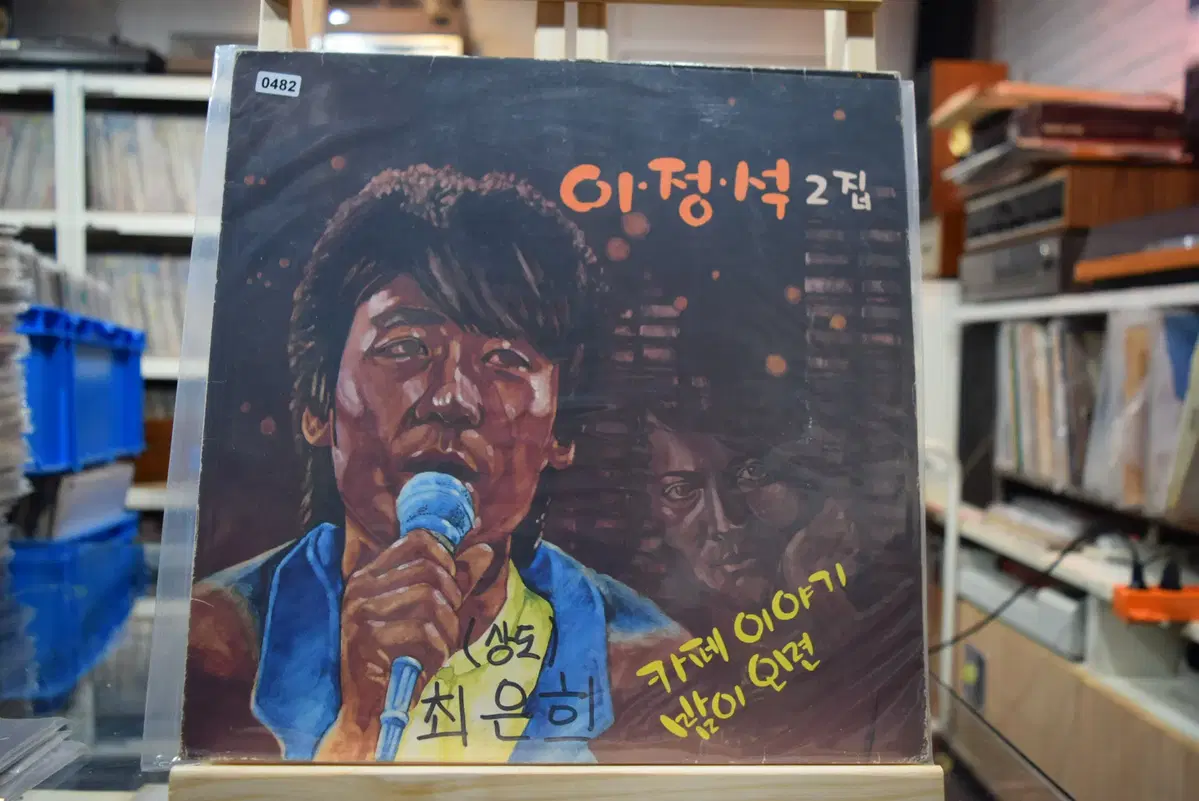 0482
이·정·석 2집
카페 이야기
밤이 오면
(상도)
최은희